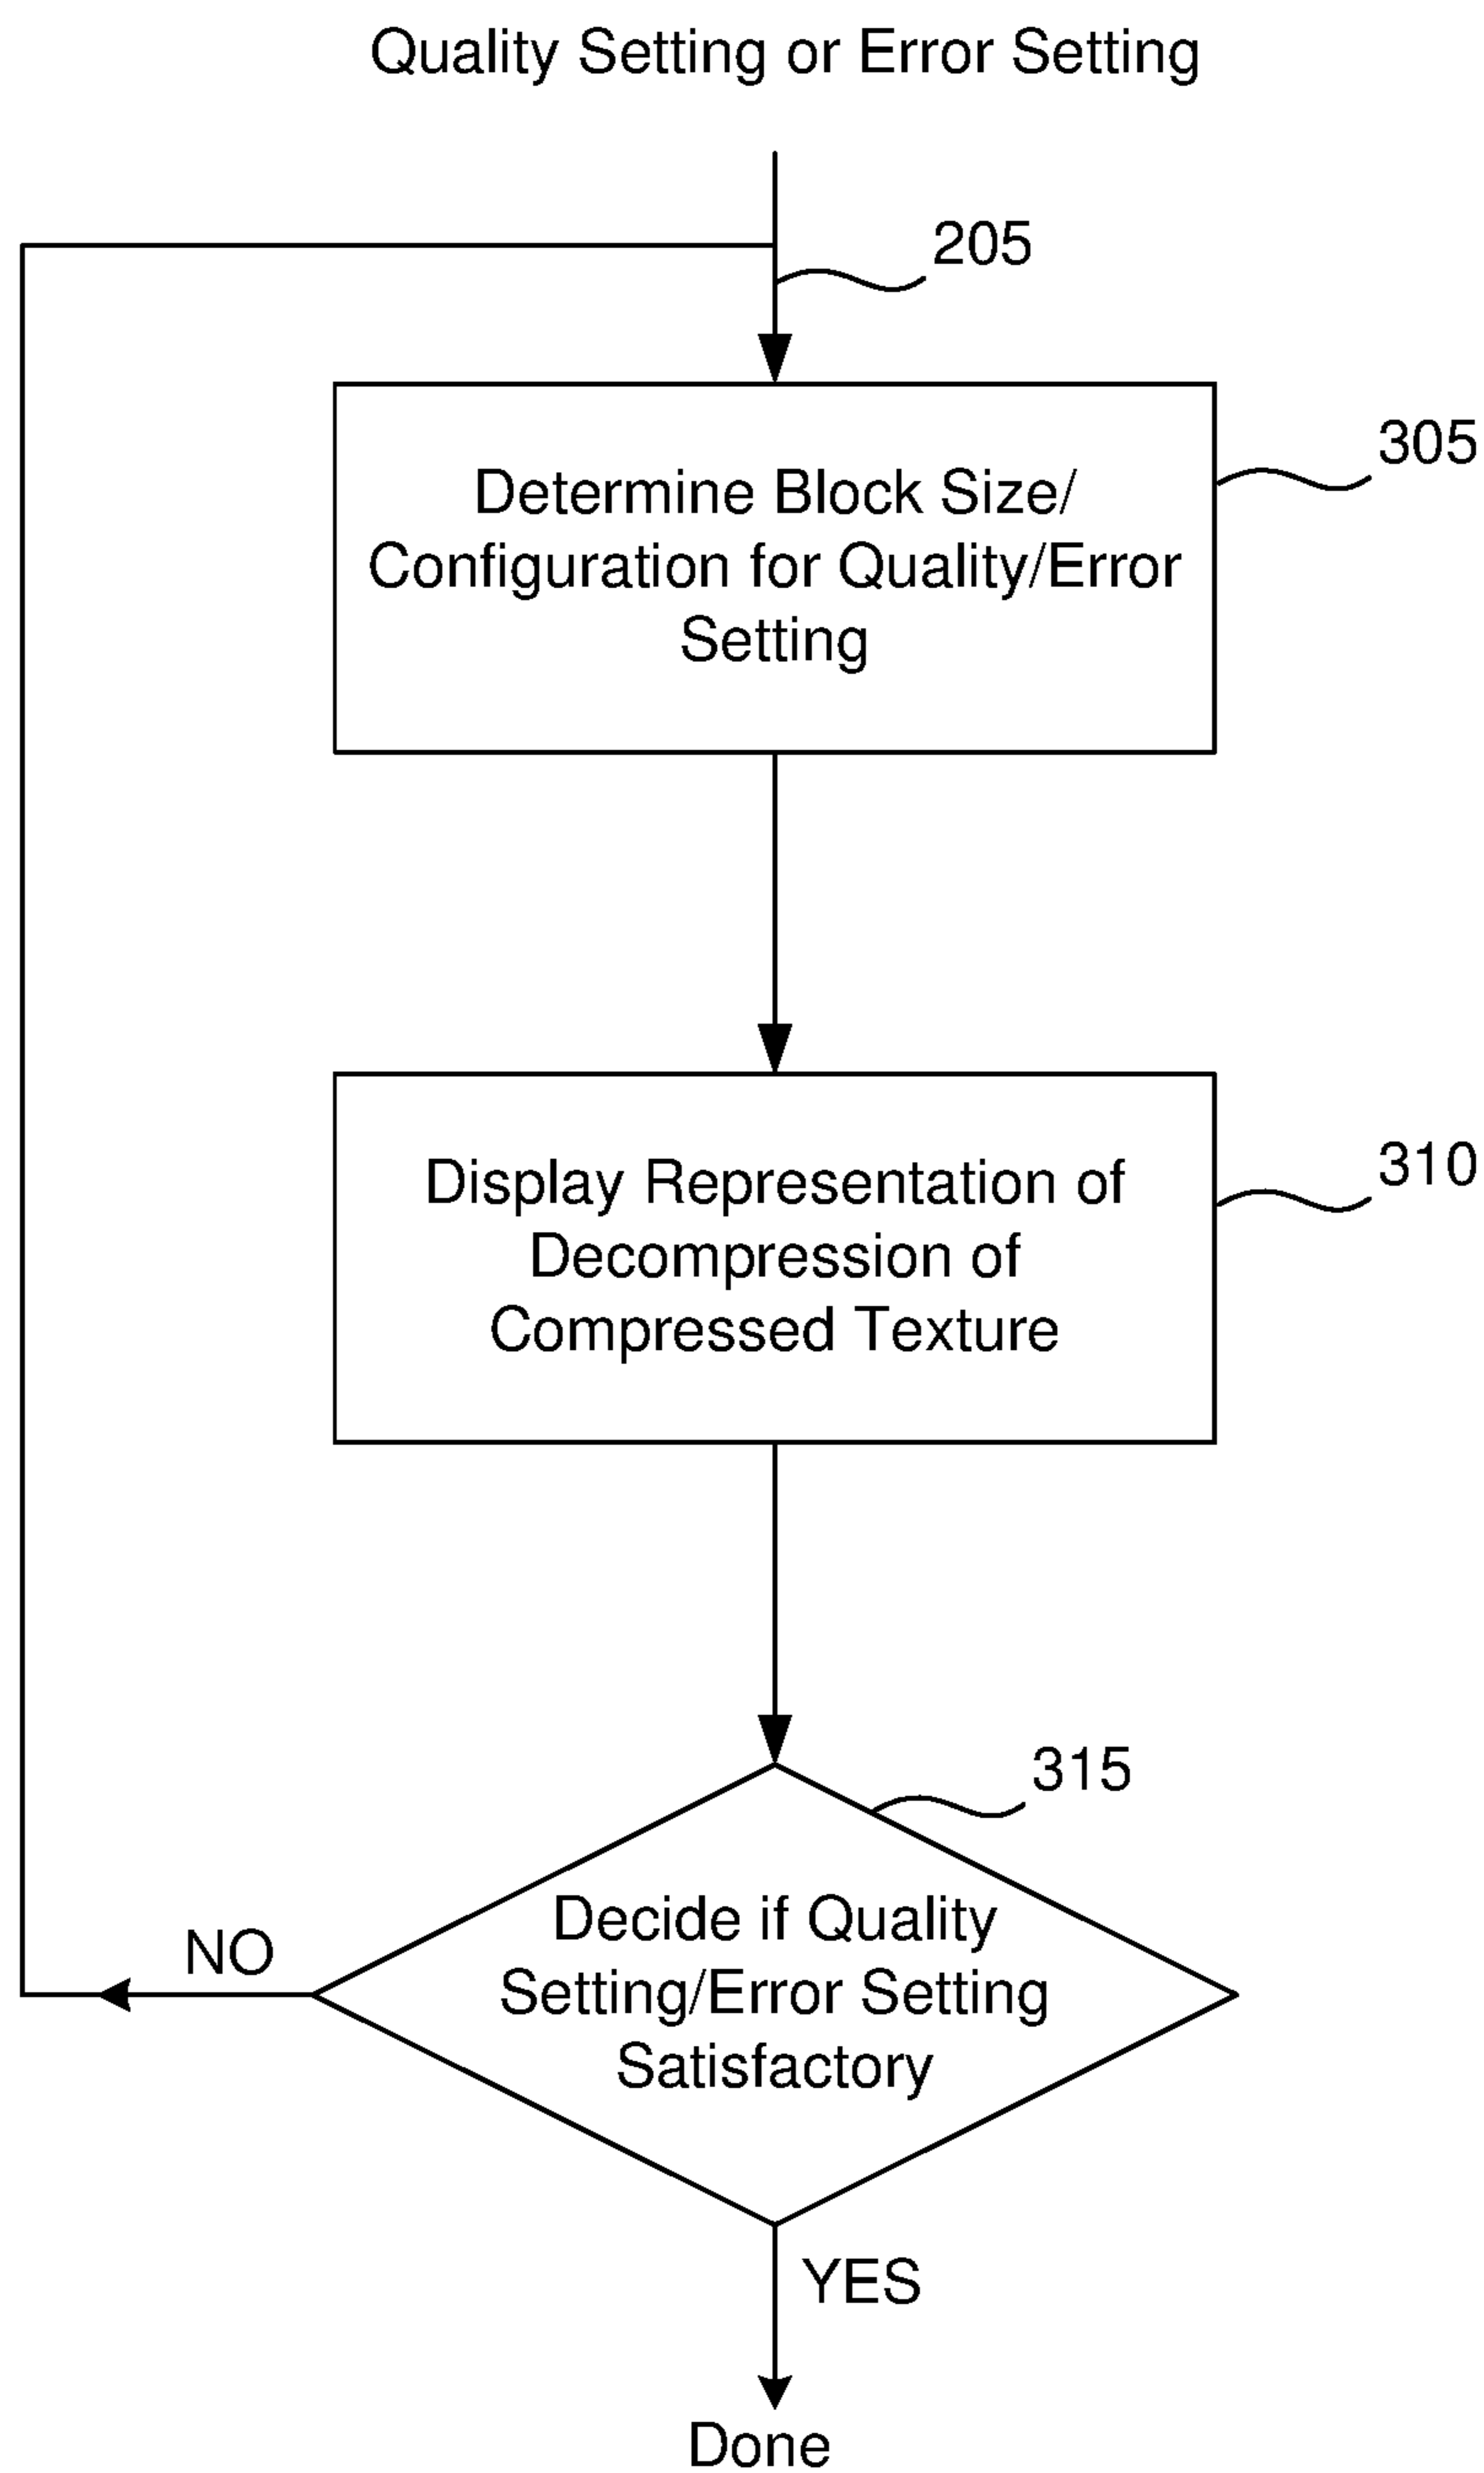 Quality Setting or Error Setting
205
305
Determine Block Size/
Configuration for Quality/Error
Setting
310
Display Representation of
Decompression of
Compressed Texture
315
Decide if Quality
Setting/Error Setting
Satisfactory
NO
YES
Done